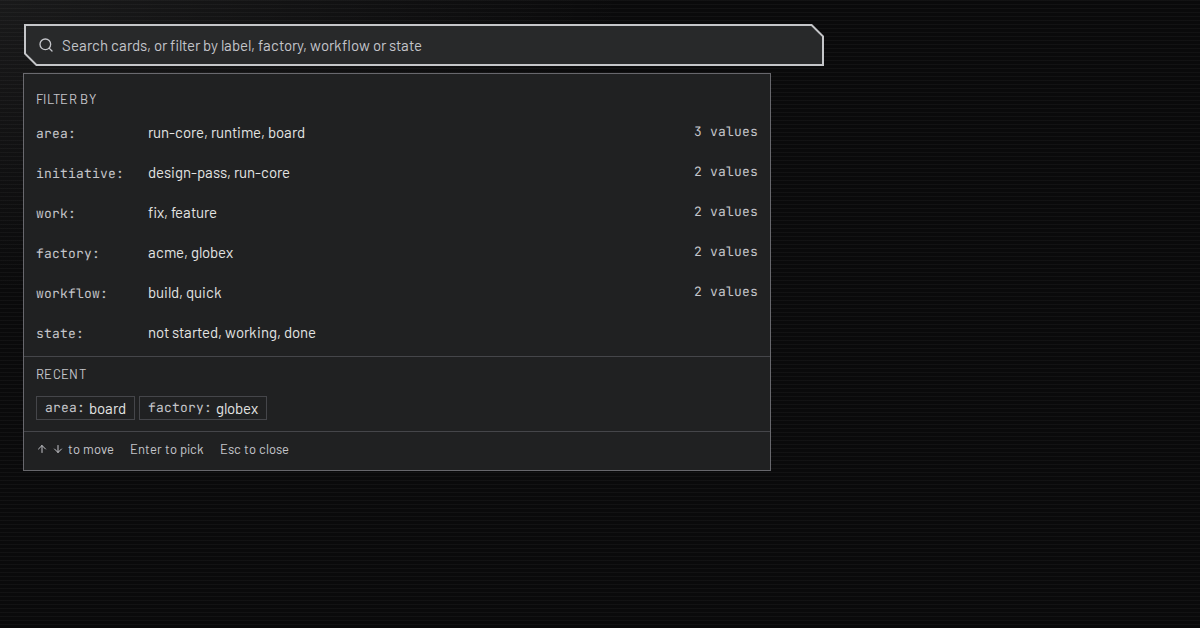 Search cards, or filter by label, factory, workflow or state
FILTER BY
area: run-core, runtime, board 3 values
initiative: design-pass, run-core 2 values
work: fix, feature 2 values
factory: acme, globex 2 values
workflow: build, quick 2 values
state: not started, working, done
RECENT
area: board factory: globex
↑ ↓ to move Enter to pick Esc to close